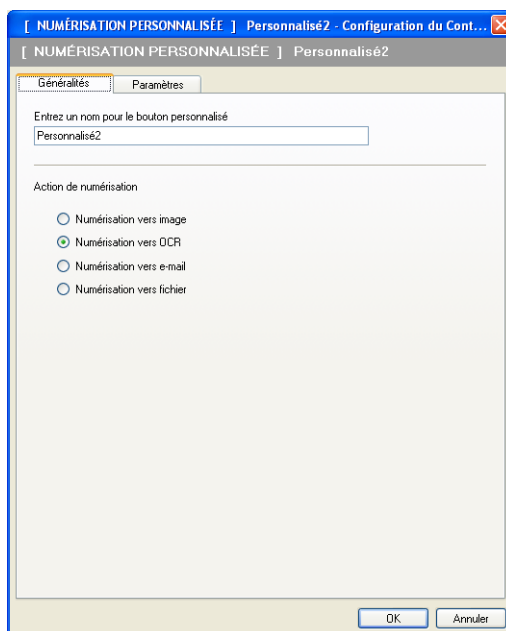 [ NUMÉRISATION PERSONNALISÉE ] Personnalisé2 - Configuration du Cont...
[ NUMÉRISATION PERSONNALISÉE ] Personnalisé2
Généralités Paramètres
Entrez un nom pour le bouton personnalisé
Personnalisé2
Action de numérisation
Numérisation vers image
Numérisation vers OCR
Numérisation vers e-mail
Numérisation vers fichier
OK Annuler